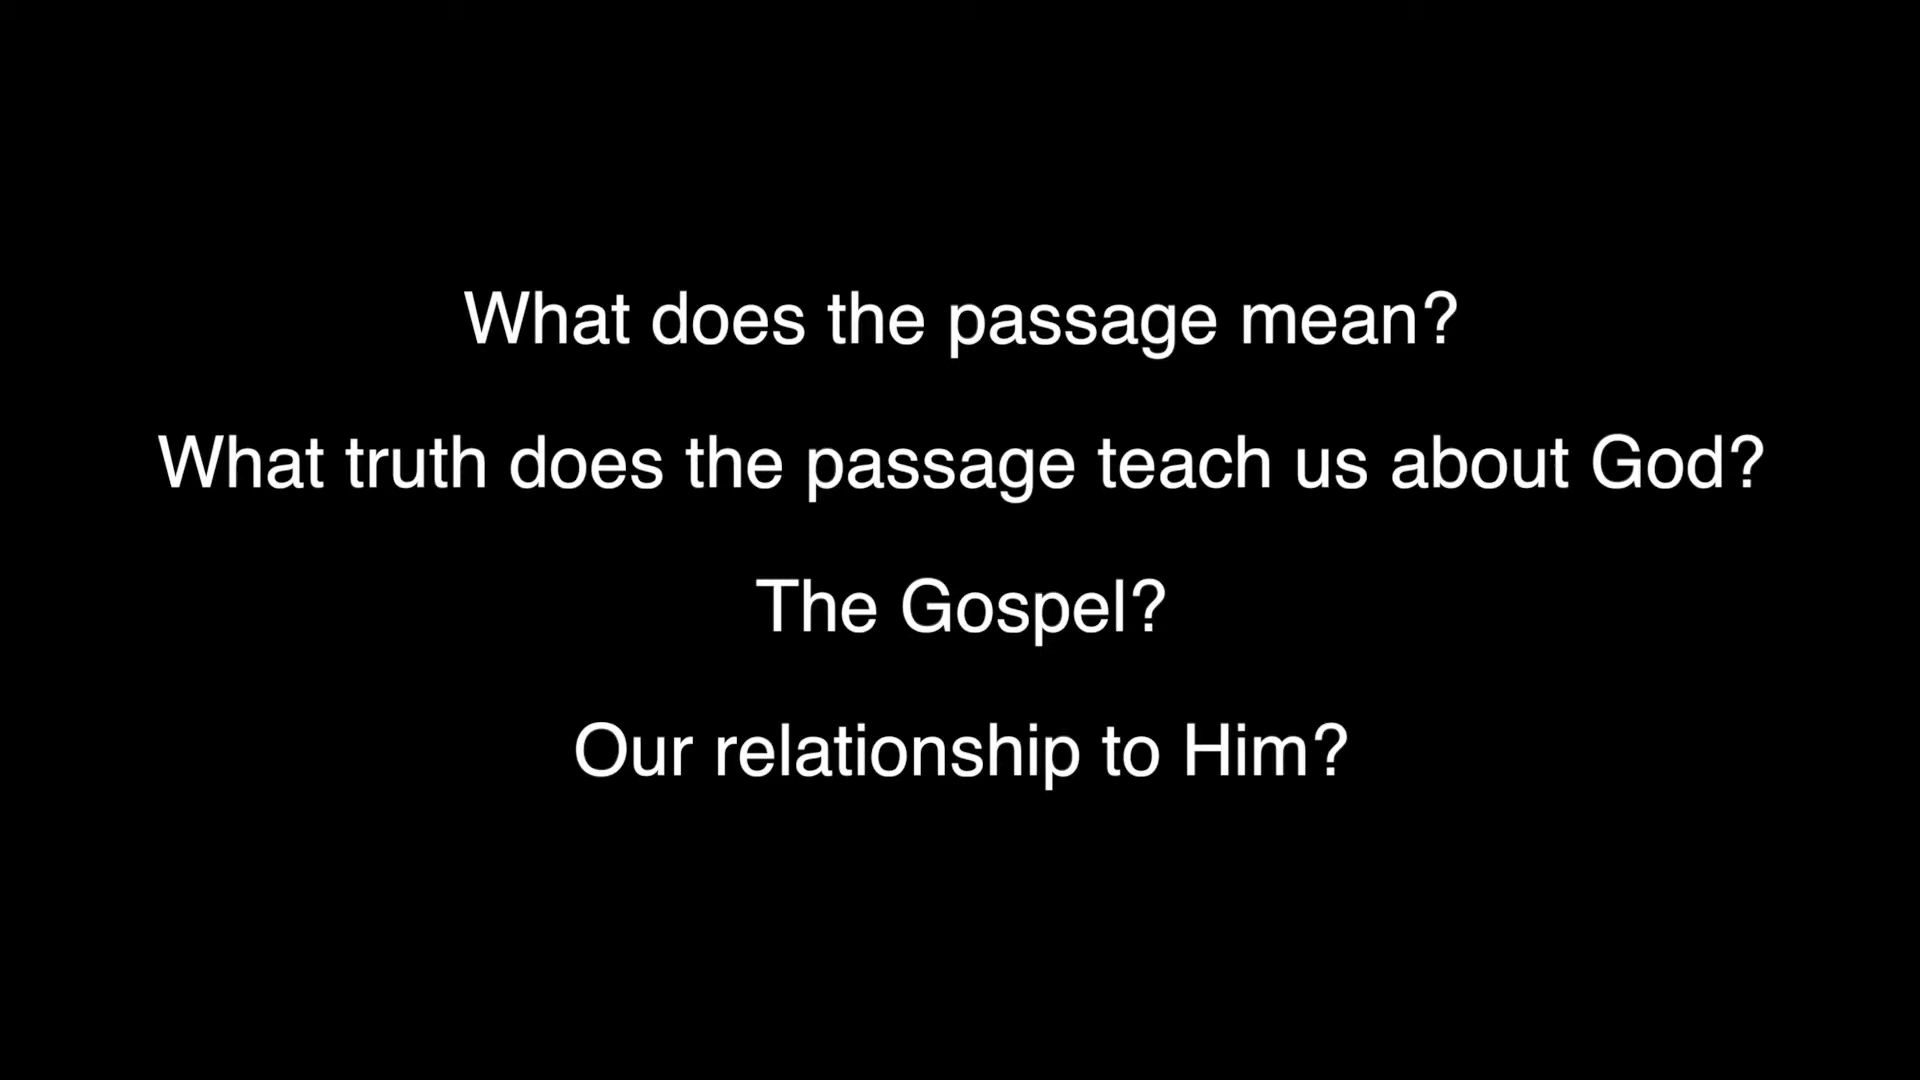 What does the passage mean?
What truth does the passage teach us about God?
The Gospel?
Our relationship to Him?